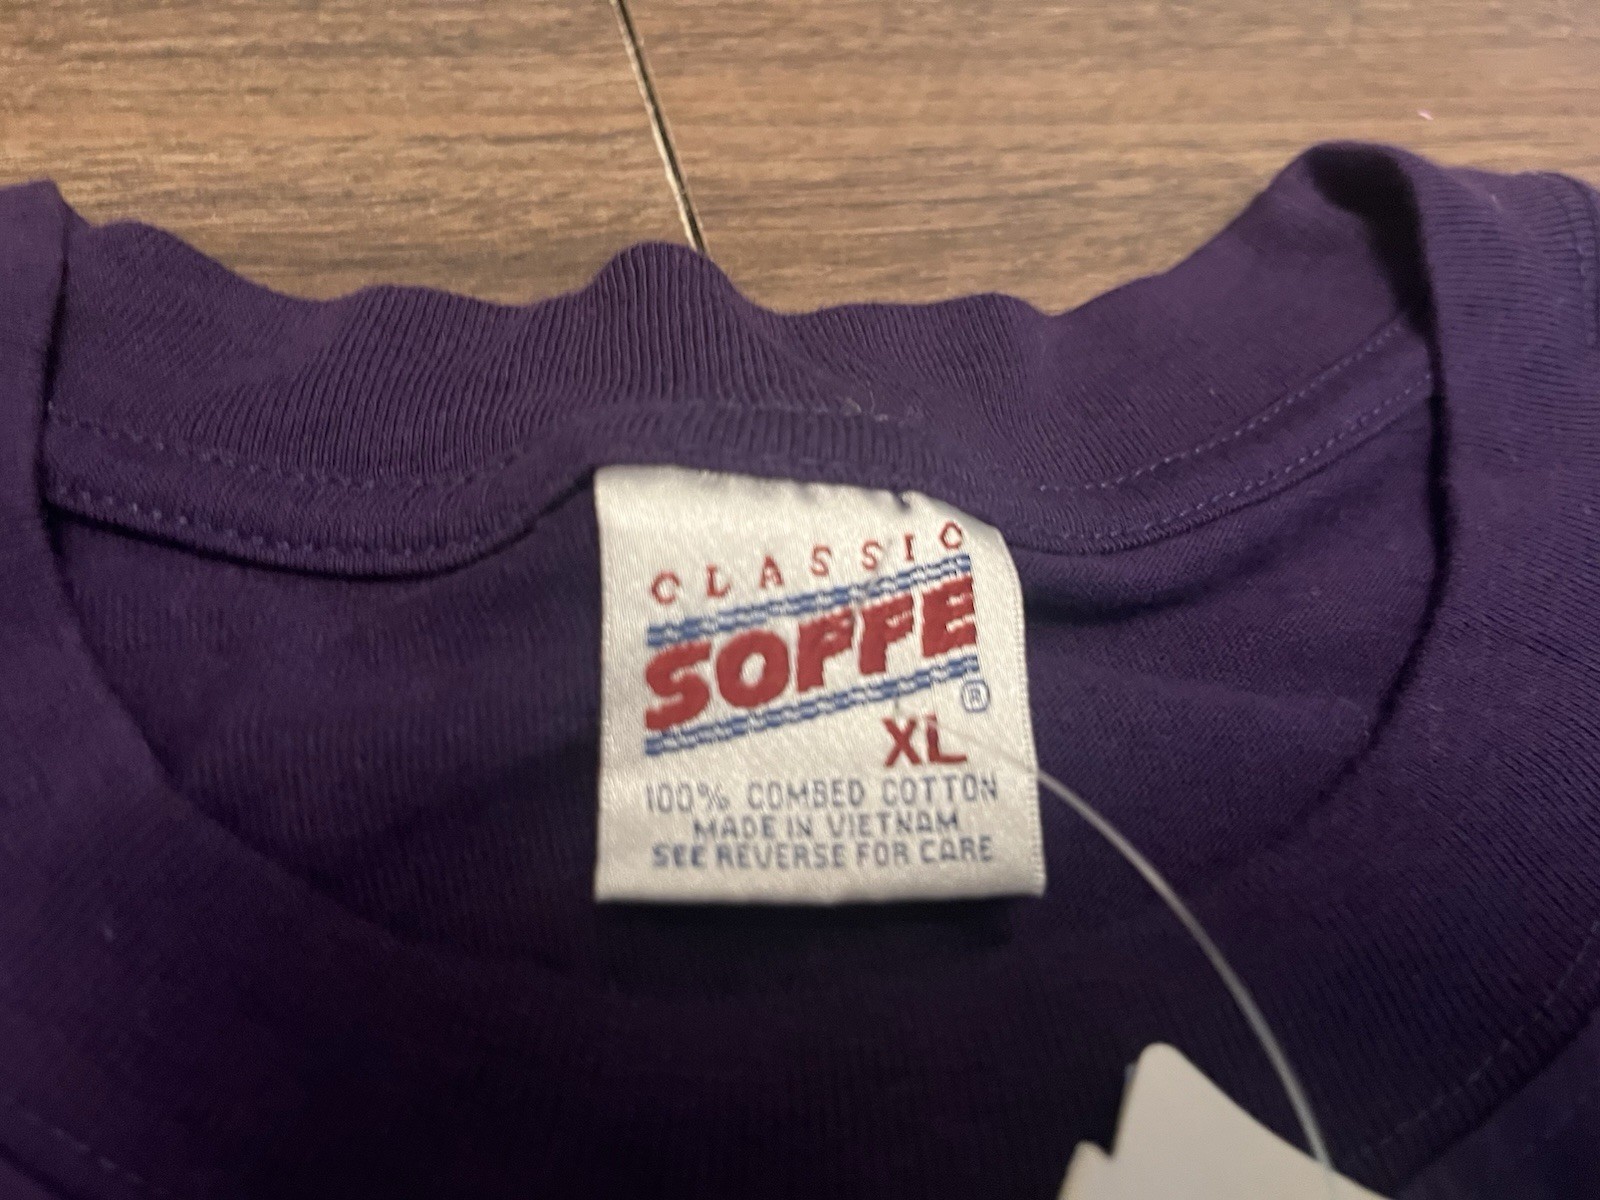 CLASSIC
SOFFE
®
XL
100% COMBED COTTON
MADE IN VIETNAM
SEE REVERSE FOR CARE